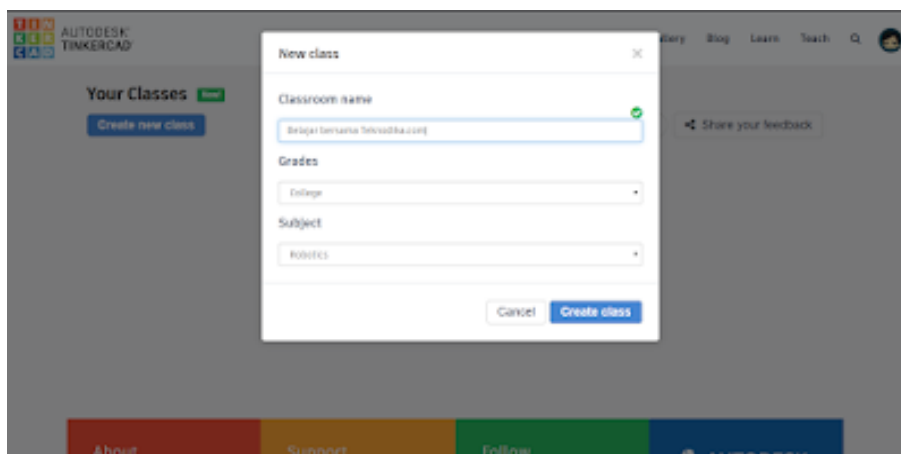 TIN
KER
CAD
AUTODESK
TINKERCAD
Blog
Learn
Teach
Your Classes
Create new class
Share your feedback
New class
Classroom name
Belajar bersama Teknodika.com
Grades
College
Subject
Robotics
Cancel
Create class
About
Support
Follow
AUTODESK